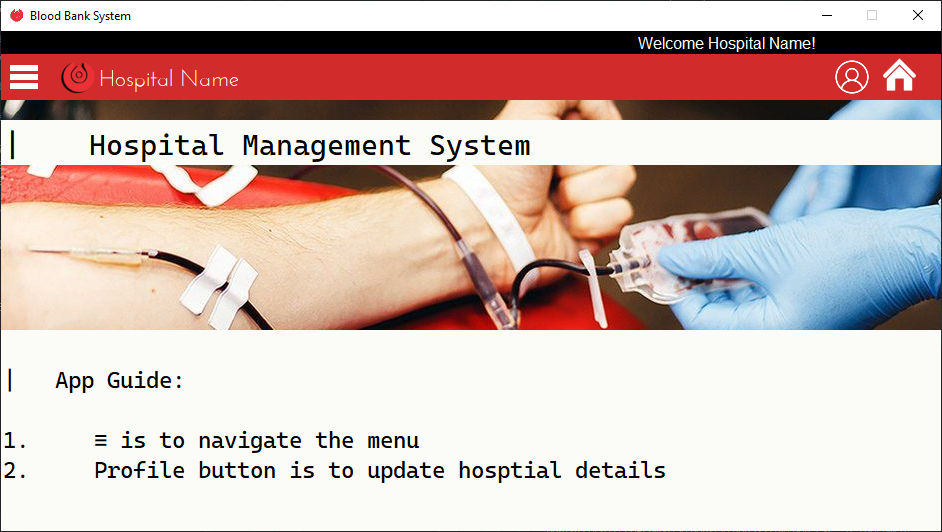 Blood Bank System
Welcome Hospital Name!
Hospital Name
| Hospital Management System
| App Guide:
1. ≡ is to navigate the menu
2. Profile button is to update hosptial details